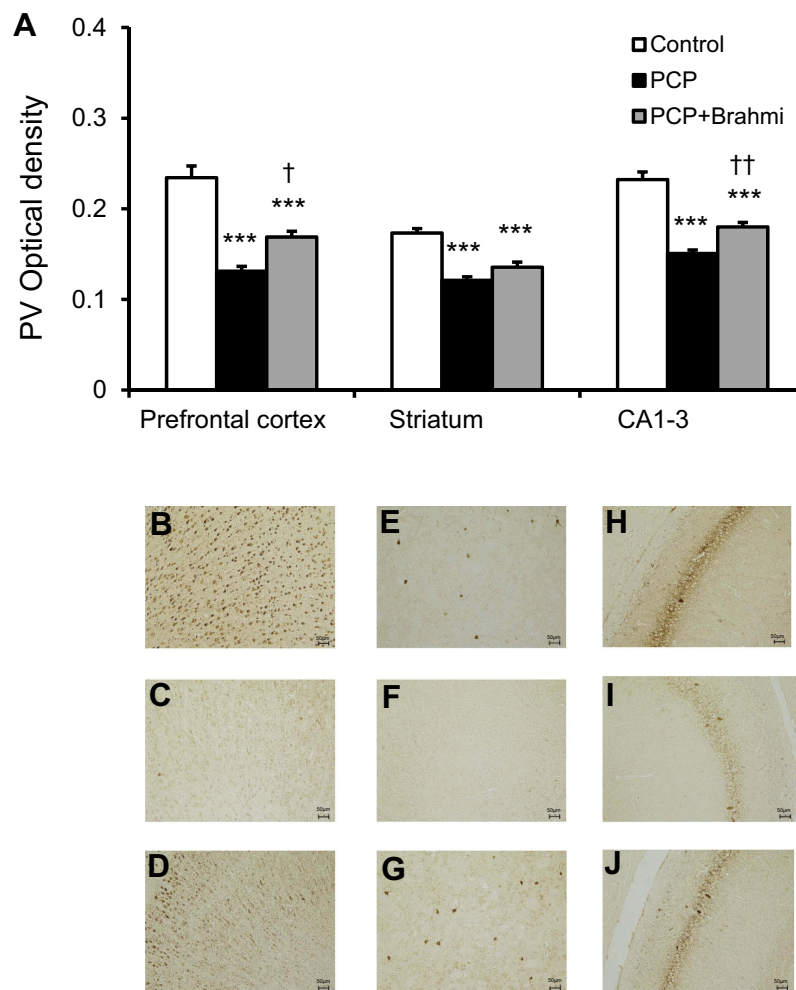 A
PV Optical density
0.4
0.3
0.2
0.1
0
Control
PCP
PCP+Brahmi
***
†
***
***
***
***
††
***
Prefrontal cortex
Striatum
CA1-3
B
50µm
E
50µm
H
50µm
C
50µm
F
50µm
I
50µm
D
50µm
G
50µm
J
50µm